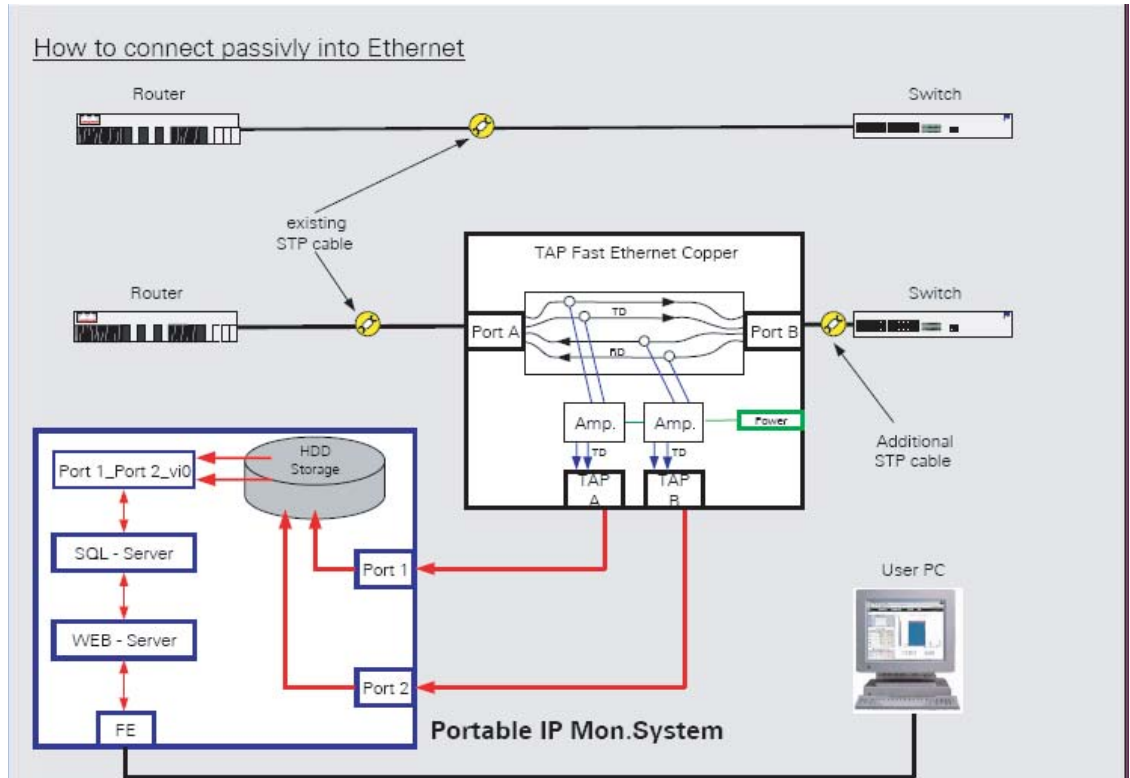 How to connect passivly into Ethernet
Router
Switch
existing
STP cable
TAP Fast Ethernet Copper
Router
Switch
TD
Port A
Port B
RD
Amp.
Amp.
Power
Additional
STP cable
TD
TD
TAP
A
TAP
B
HDD
Storage
Port 1_Port 2_vi0
SQL - Server
Port 1
User PC
WEB - Server
Port 2
FE
Portable IP Mon.System